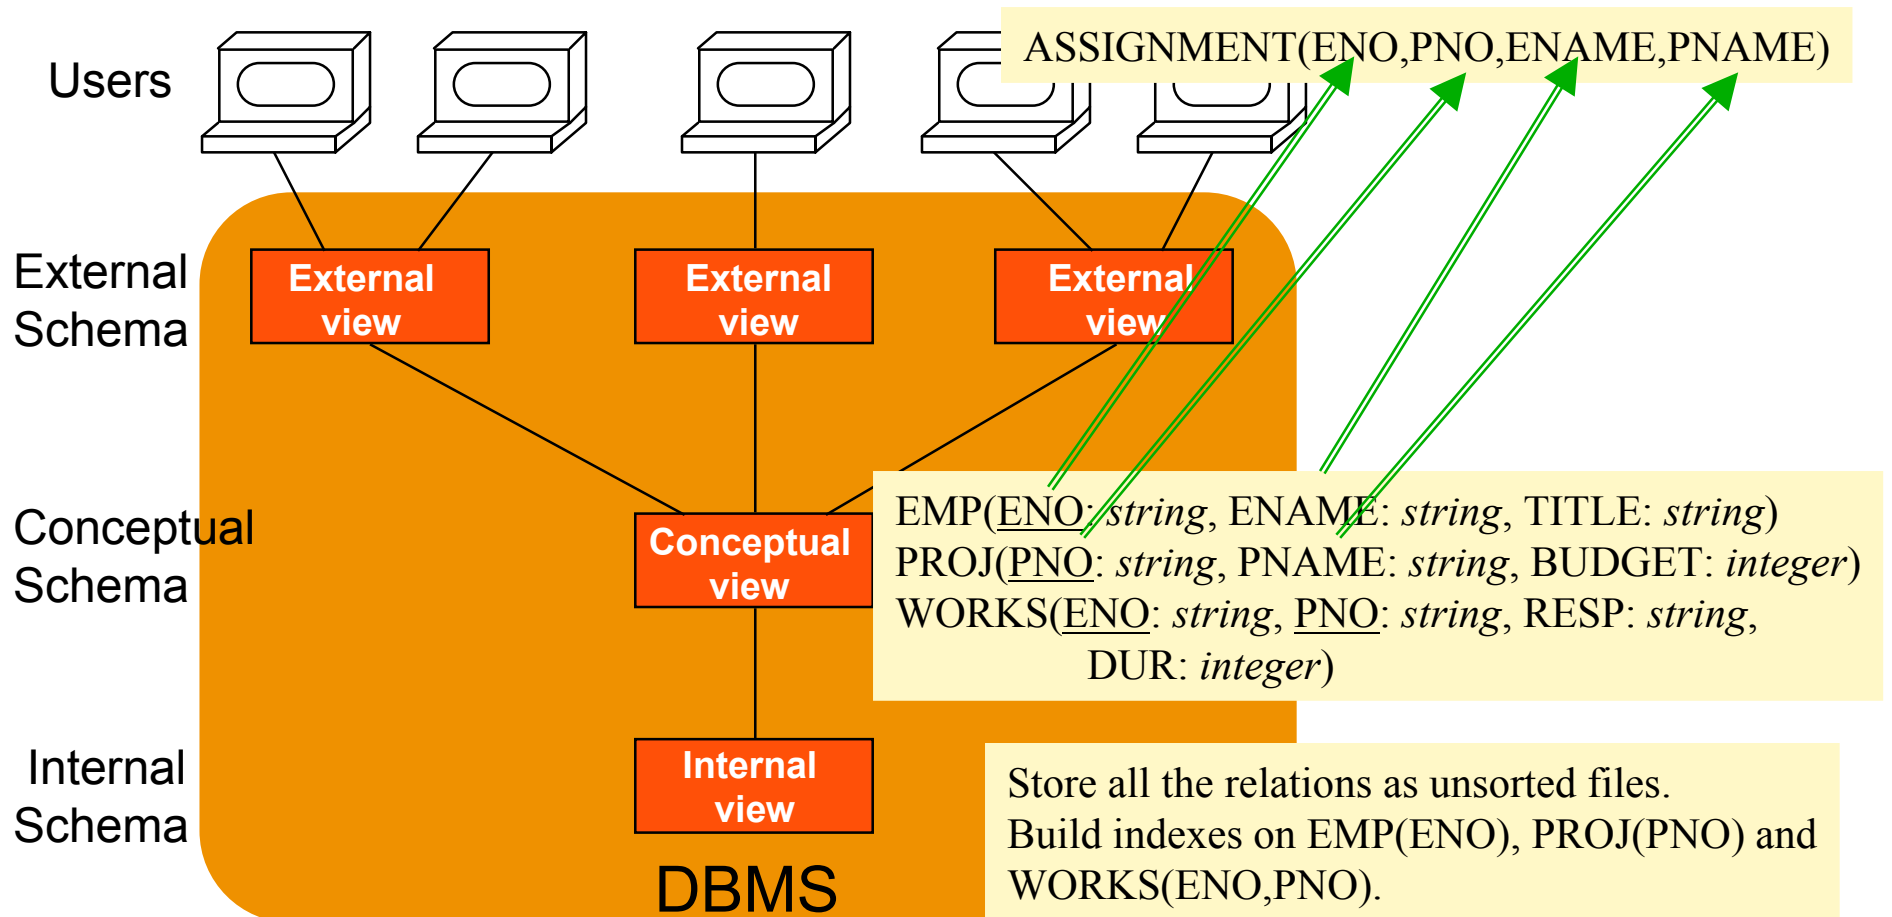 Users
ASSIGNMENT(ENO,PNO,ENAME,PNAME)
External
Schema
External
view
External
view
External
view
Conceptual
Schema
Conceptual
view
EMP(ENO: string, ENAME: string, TITLE: string)
PROJ(PNO: string, PNAME: string, BUDGET: integer)
WORKS(ENO: string, PNO: string, RESP: string,
DUR: integer)
Internal
Schema
Internal
view
Store all the relations as unsorted files.
Build indexes on EMP(ENO), PROJ(PNO) and
WORKS(ENO,PNO).
DBMS